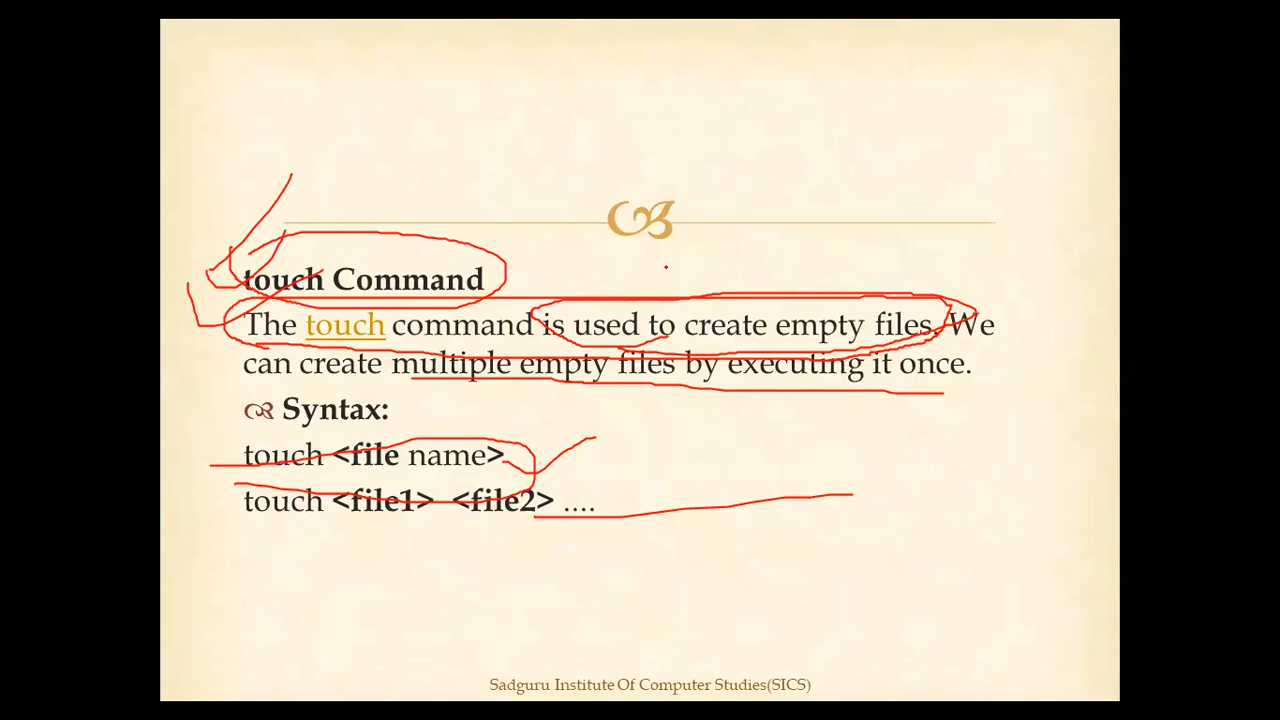 touch Command
The touch command is used to create empty files. We
can create multiple empty files by executing it once.
Syntax:
touch <file name>
touch <file1> <file2> ....
Sadguru Institute Of Computer Studies(SICS)